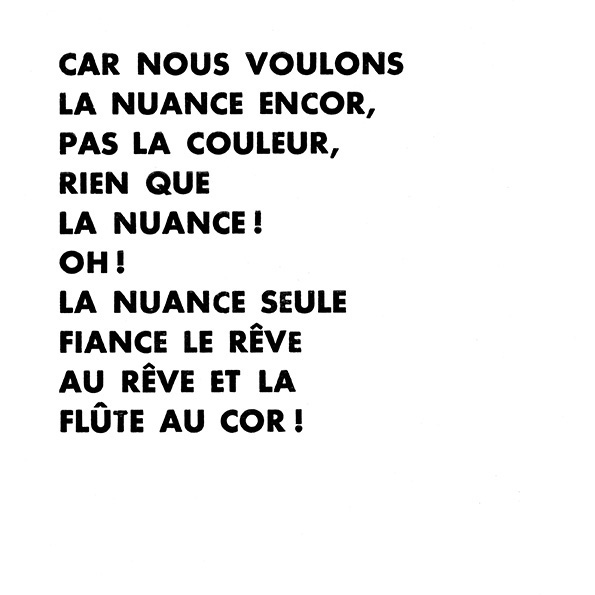 CAR NOUS VOULONS
LA NUANCE ENCOR,
PAS LA COULEUR,
RIEN QUE
LA NUANCE !
OH !
LA NUANCE SEULE
FIANCE LE RÊVE
AU RÊVE ET LA
FLÛTE AU COR !